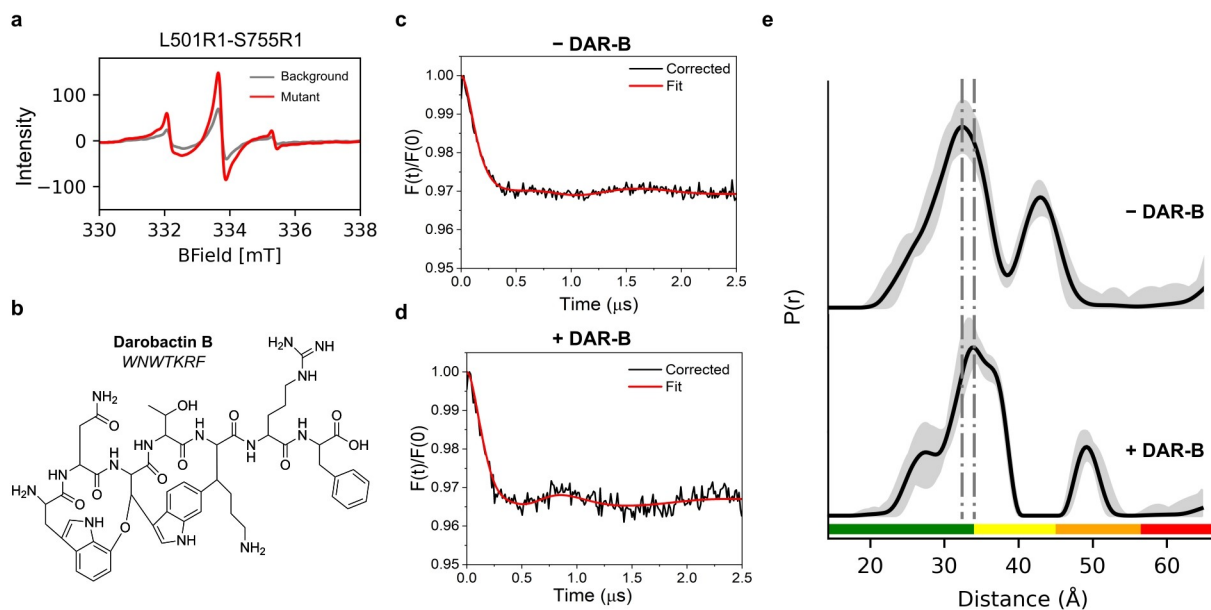 a
L501R1-S755R1
Background
Mutant
Intensity
100
0
−100
330 332 334 336 338
BField [mT]
b
Darobactin B
WNWTKRF
H2N NH
NH
NH2
O
OH
O
H
N
O
H
N
O
H
N
O
OH
H2N
O
H
N
O
H
N
O
H
N
NH
O
NH
NH2
c
− DAR-B
Corrected
Fit
F(t)/F(0)
1.00
0.99
0.98
0.97
0.96
0.95
0.0 0.5 1.0 1.5 2.0 2.5
Time (μs)
d
+ DAR-B
Corrected
Fit
F(t)/F(0)
1.00
0.99
0.98
0.97
0.96
0.95
0.0 0.5 1.0 1.5 2.0 2.5
Time (μs)
e
− DAR-B
+ DAR-B
P(r)
20 30 40 50 60
Distance (Å)